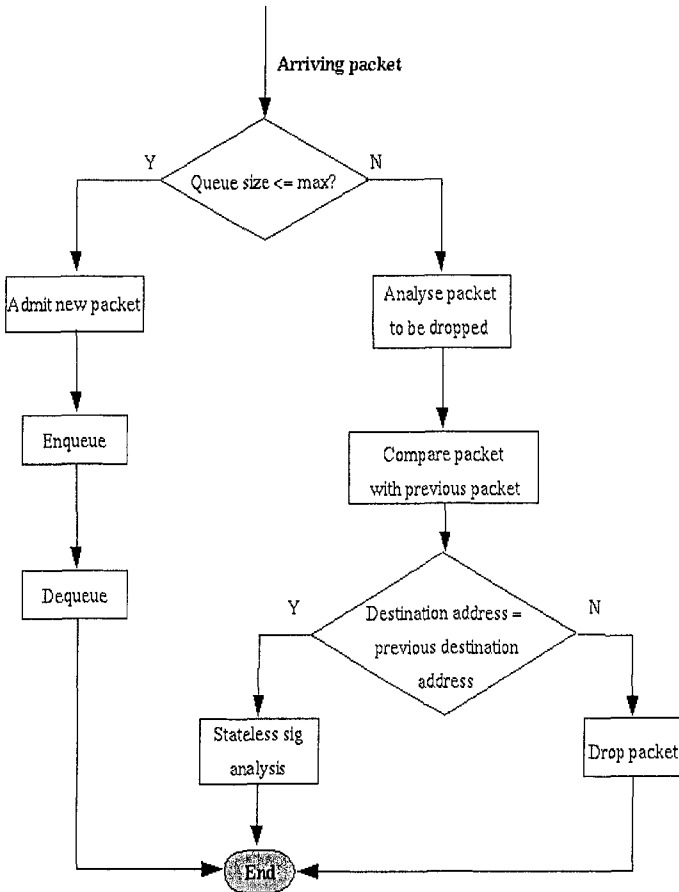 Arriving packet
Y
N
Queue size <= max?
Admit new packet
Analyse packet
to be dropped
Enqueue
Compare packet
with previous packet
Dequeue
Y
N
Destination address =
previous destination
address
Stateless sig
analysis
Drop packet
End